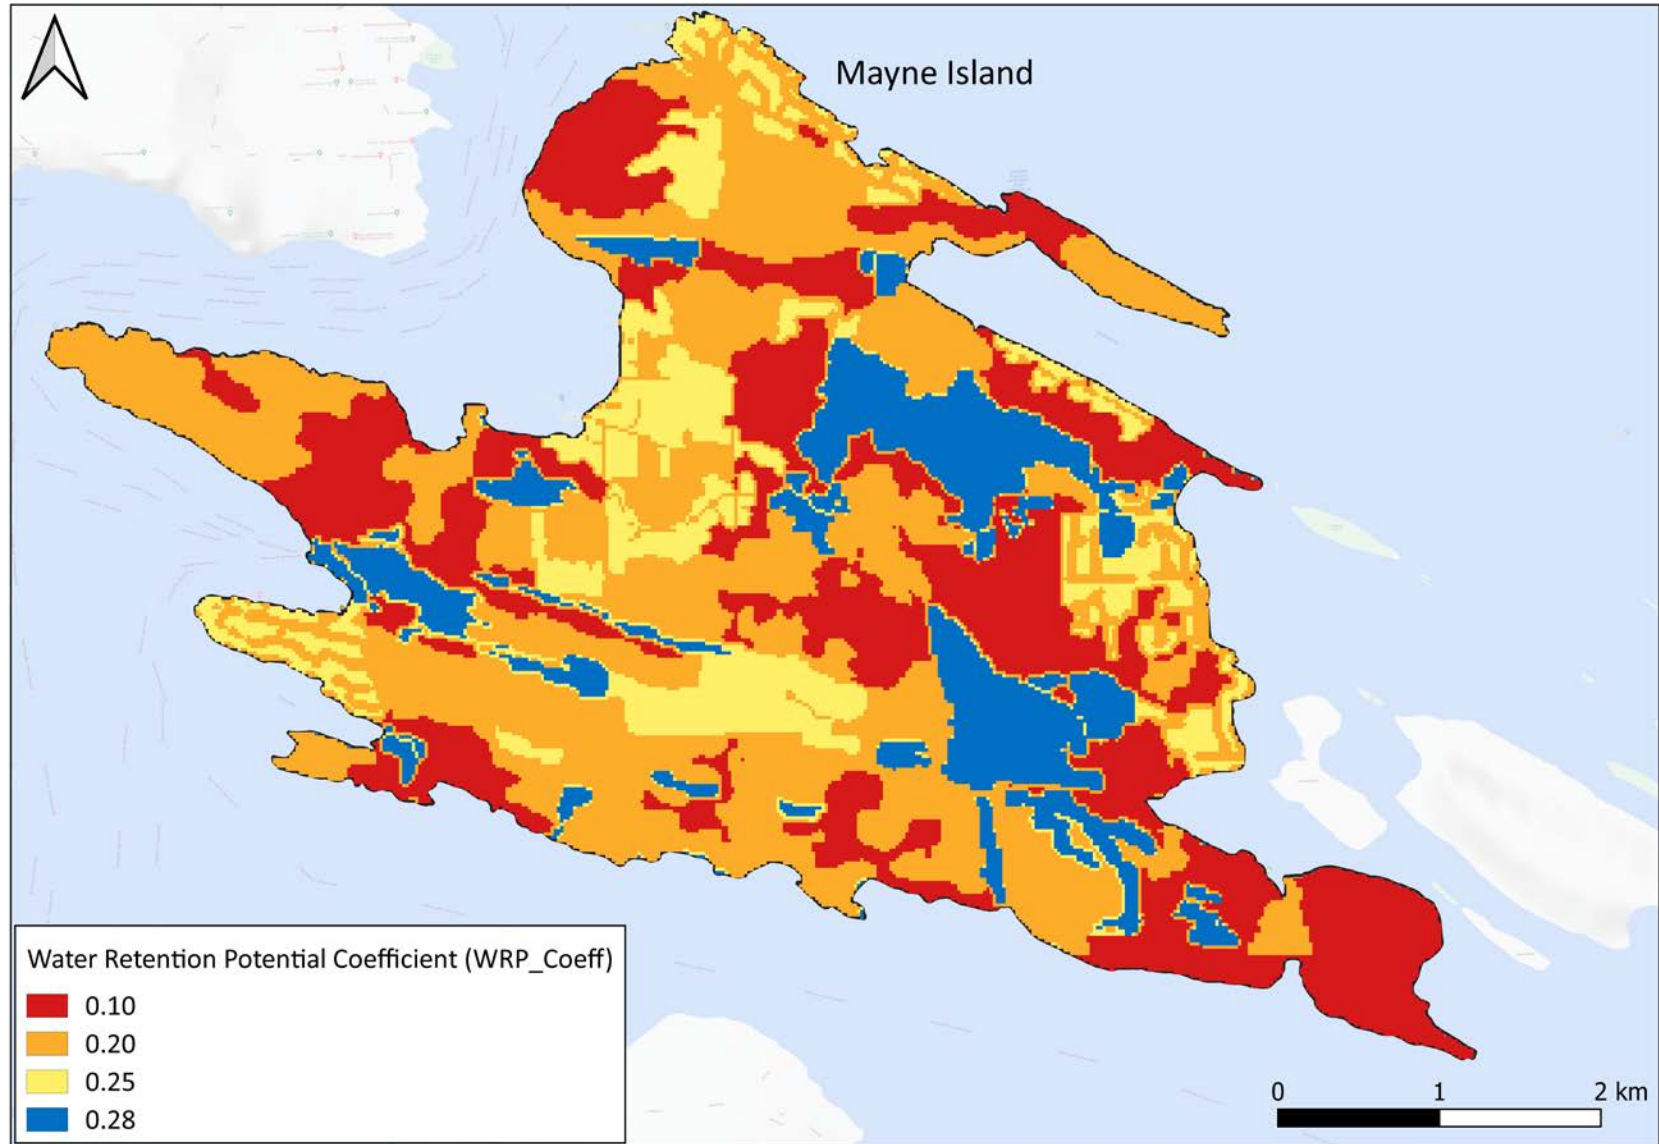 Mayne Island
Water Retention Potential Coefficient (WRP_Coeff)
0.10
0.20
0.25
0.28
0 1 2 km